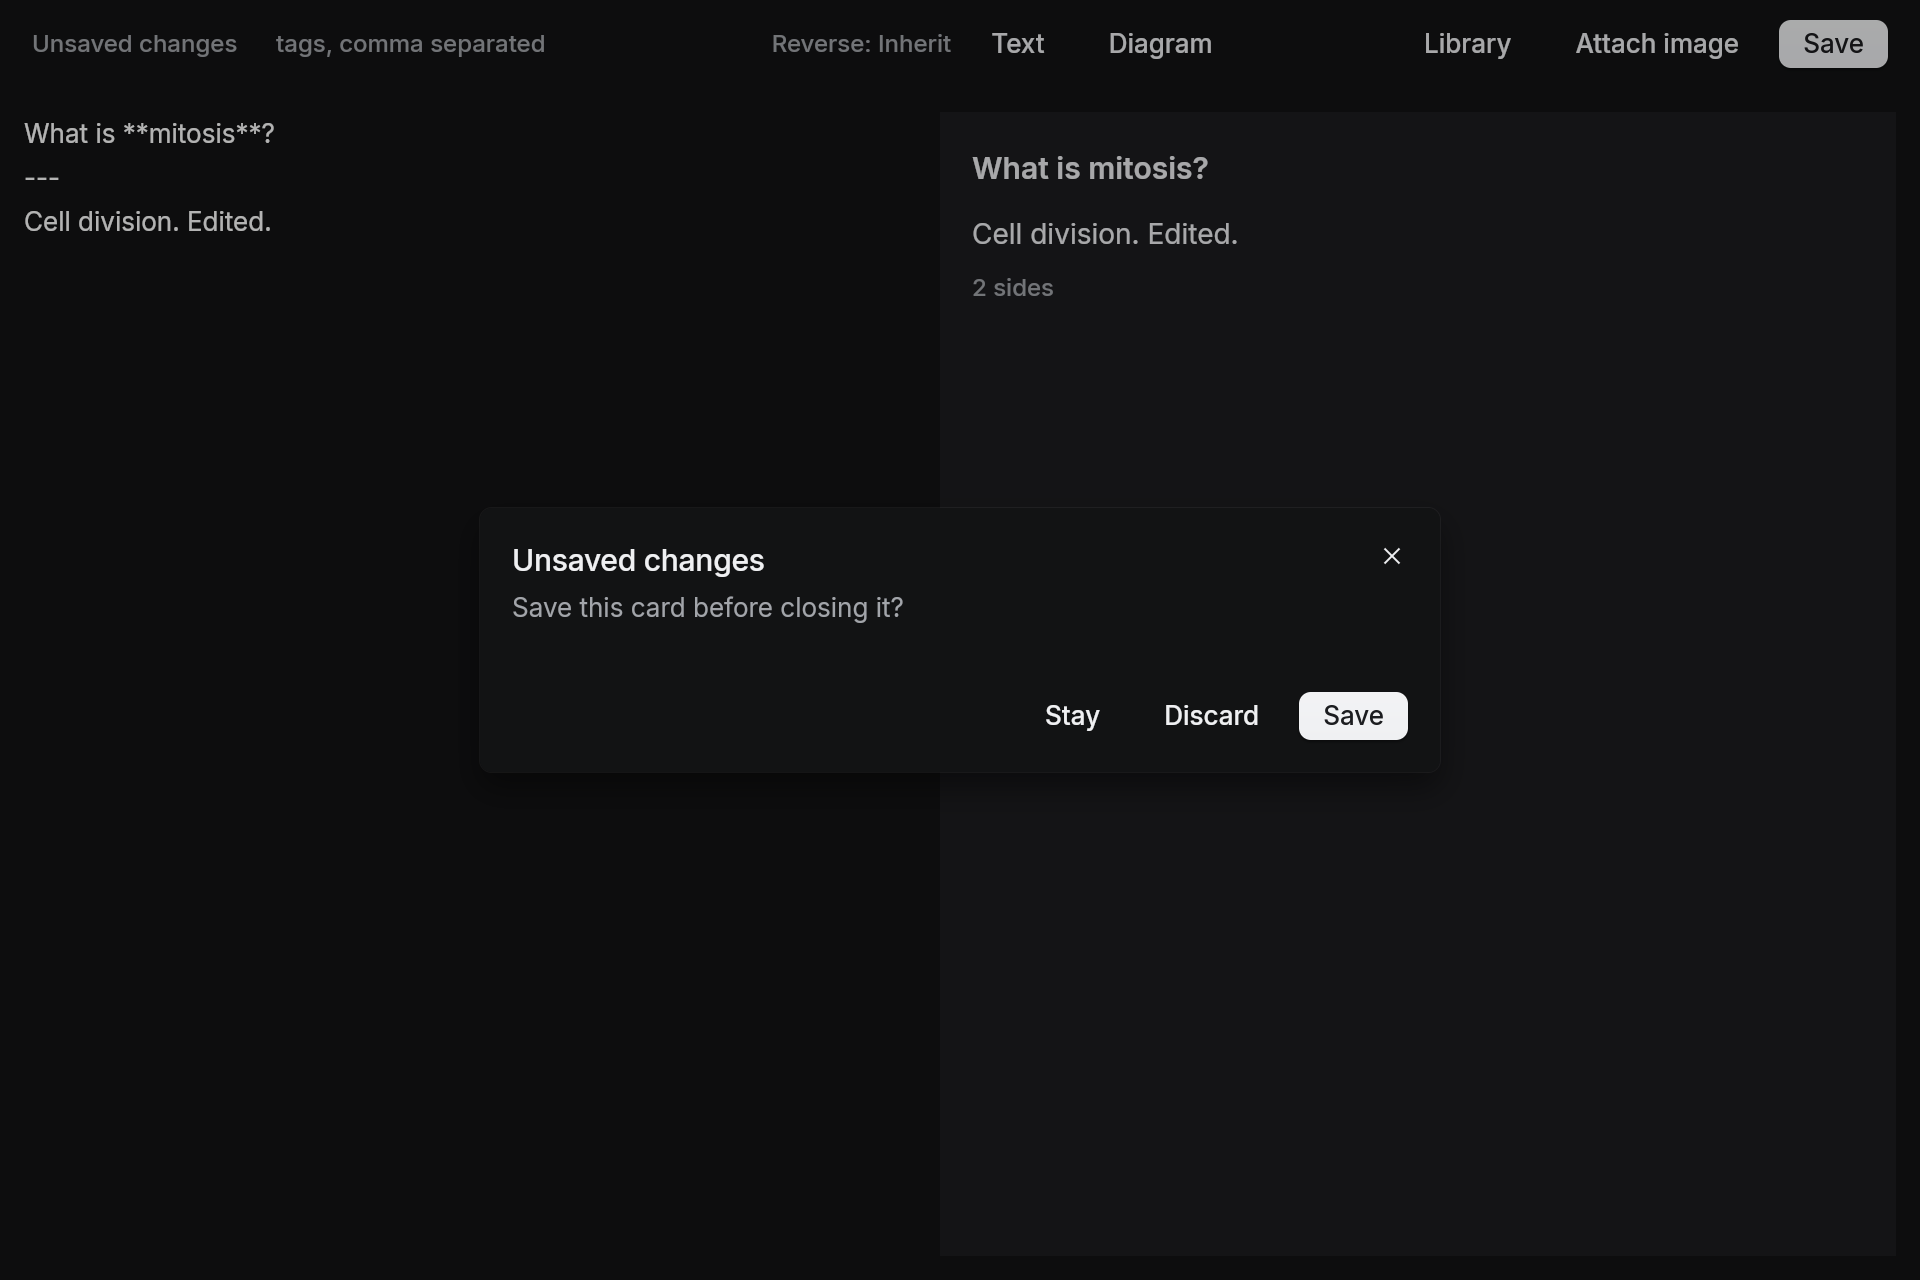 Unsaved changes tags, comma separated Reverse: Inherit Text Diagram Library Attach image Save
What is **mitosis**?
---
Cell division. Edited.
What is mitosis?
Cell division. Edited.
2 sides
Unsaved changes
Save this card before closing it?
Stay Discard Save